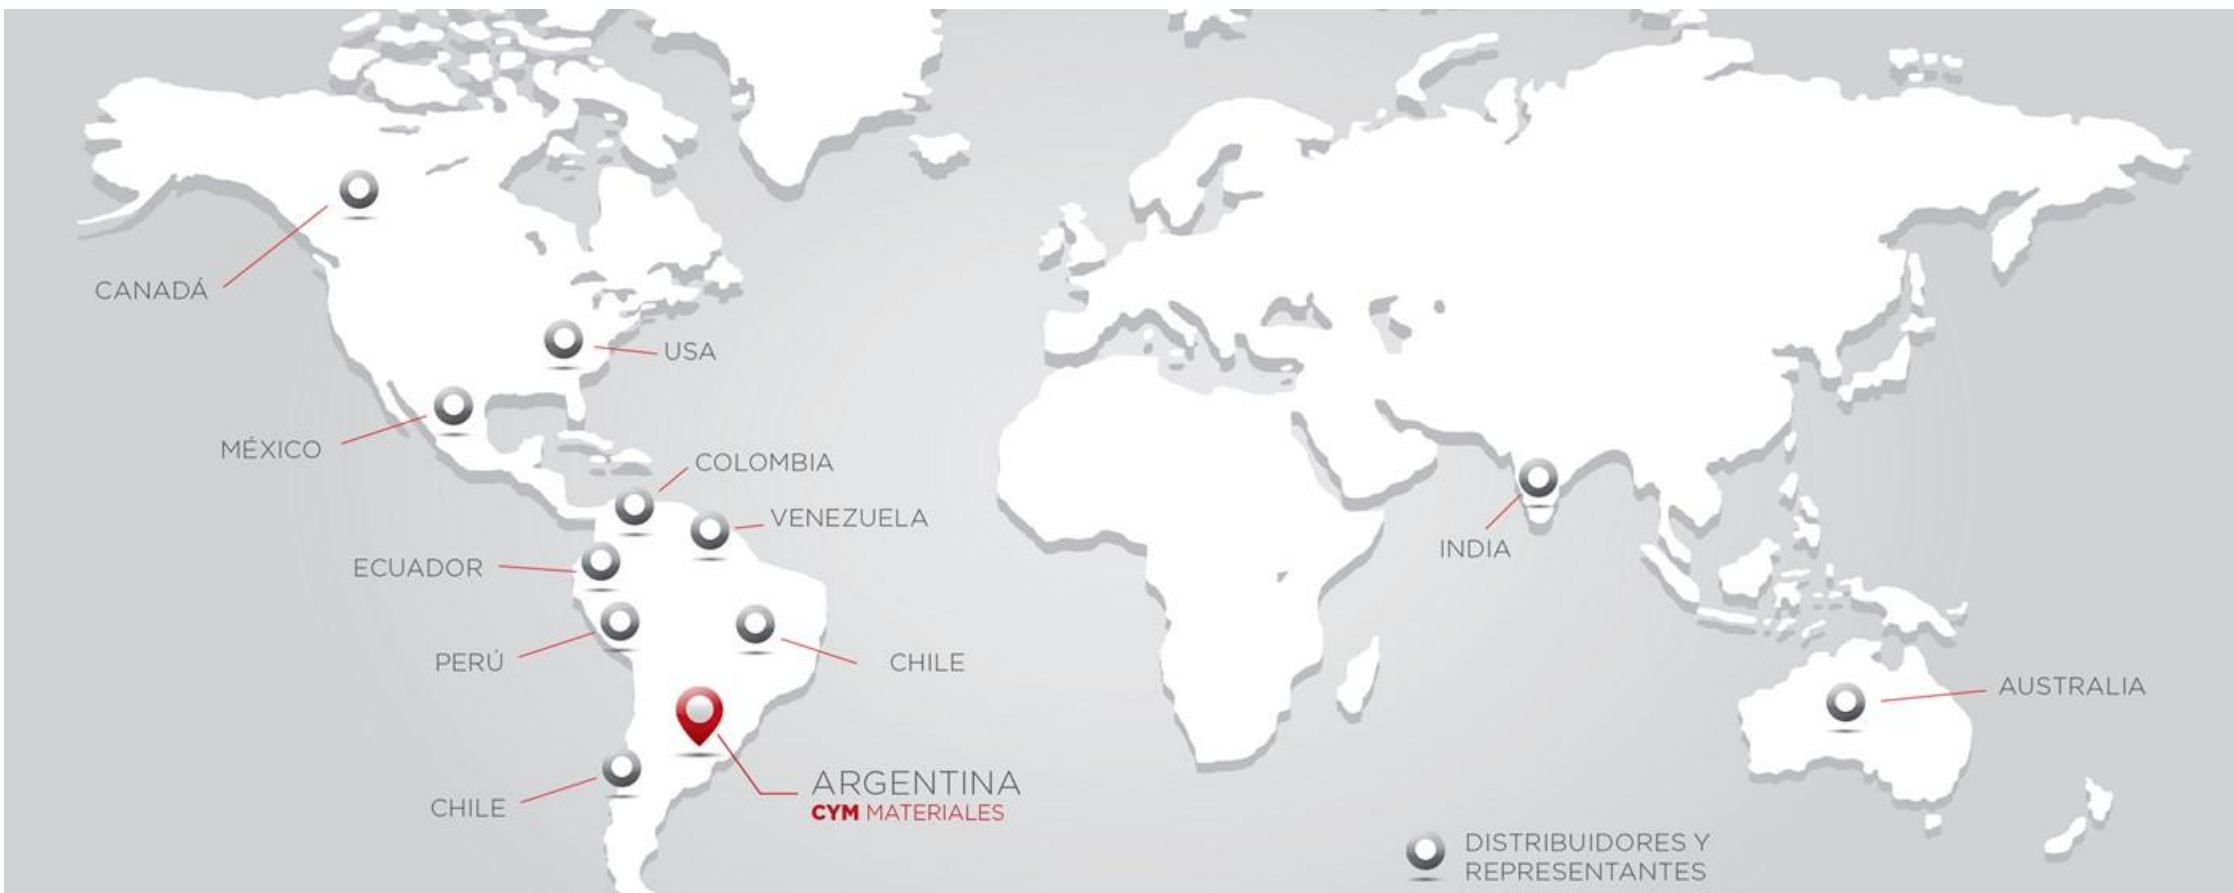 CANADÁ
USA
MÉXICO
COLOMBIA
VENEZUELA
ECUADOR
INDIA
PERÚ
CHILE
AUSTRALIA
ARGENTINA
CYM MATERIALES
CHILE
DISTRIBUIDORES Y
REPRESENTANTES